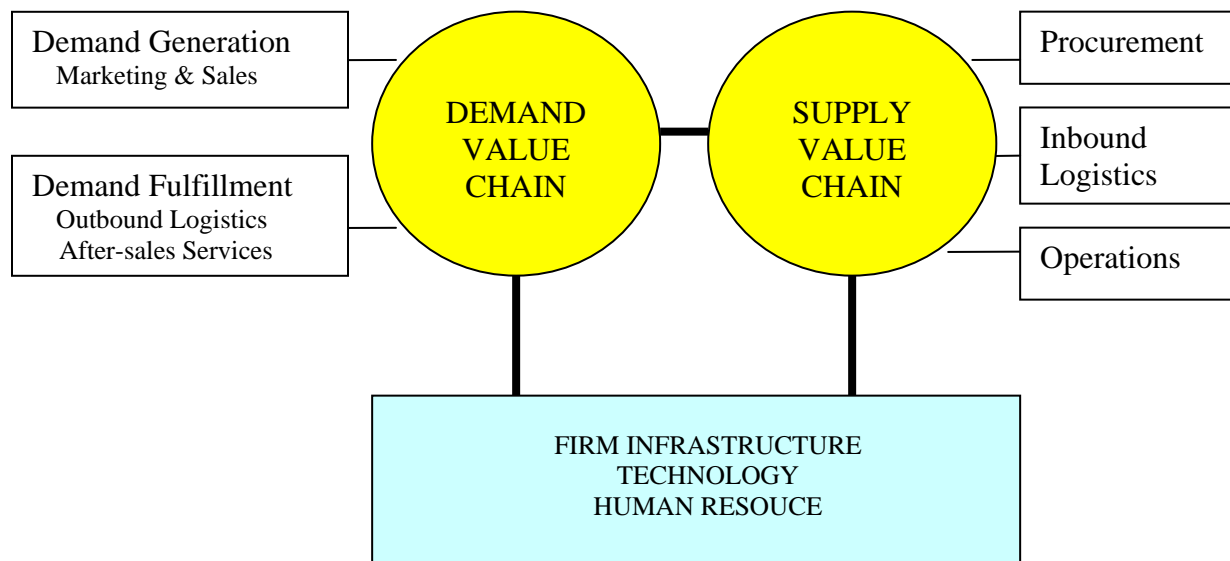 Demand Generation
Marketing & Sales
Demand Fulfillment
Outbound Logistics
After-sales Services
DEMAND
VALUE
CHAIN
SUPPLY
VALUE
CHAIN
Procurement
Inbound
Logistics
Operations
FIRM INFRASTRUCTURE
TECHNOLOGY
HUMAN RESOUCE